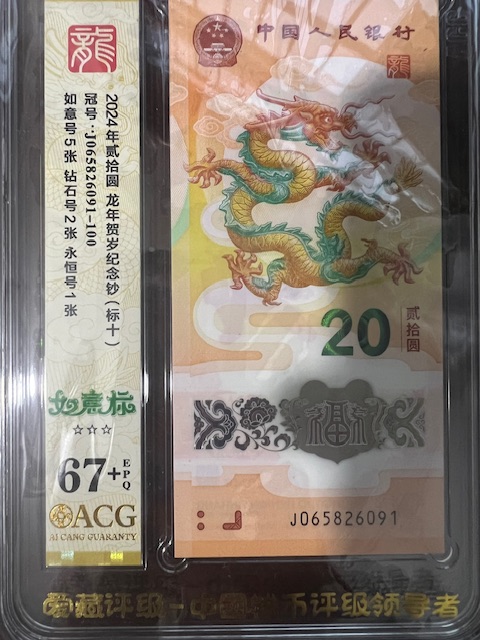 龍
2024年贰拾圆 龙年贺岁纪念钞(标十)
冠号:J065826091-100
如意号5张 钻石号2张 永恒号1张
如意标
☆☆☆
67+EPQ
ACG
AI CANG GUARANTY
中国人民银行
龍
20
贰拾圆
福
J065826091
爱藏评级-中国钱币评级领导者